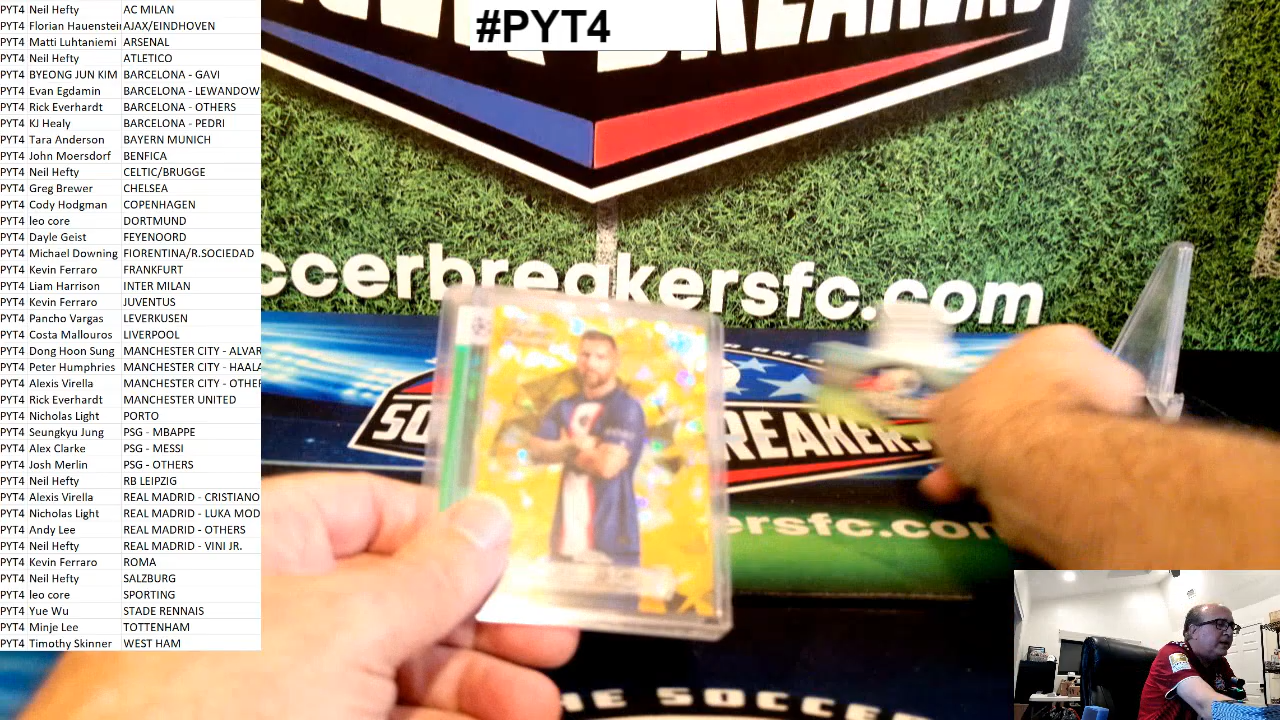 #PYT4
PYT4 Neil Hefty AC MILAN
PYT4 Florian Hauenstein AJAX/EINDHOVEN
PYT4 Matti Luhtaniemi ARSENAL
PYT4 Neil Hefty ATLETICO
PYT4 BYEONG JUN KIM BARCELONA - GAVI
PYT4 Evan Egdamin BARCELONA - LEWANDOW
PYT4 Rick Everhardt BARCELONA - OTHERS
PYT4 KJ Healy BARCELONA - PEDRI
PYT4 Tara Anderson BAYERN MUNICH
PYT4 John Moersdorf BENFICA
PYT4 Neil Hefty CELTIC/BRUGGE
PYT4 Greg Brewer CHELSEA
PYT4 Cody Hodgman COPENHAGEN
PYT4 leo core DORTMUND
PYT4 Dayle Geist FEYENOORD
PYT4 Michael Downing FIORENTINA/R.SOCIEDAD
PYT4 Kevin Ferraro FRANKFURT
PYT4 Liam Harrison INTER MILAN
PYT4 Kevin Ferraro JUVENTUS
PYT4 Pancho Vargas LEVERKUSEN
PYT4 Costa Mallouros LIVERPOOL
PYT4 Dong Hoon Sung MANCHESTER CITY - ALVAR
PYT4 Peter Humphries MANCHESTER CITY - HAALA
PYT4 Alexis Virella MANCHESTER CITY - OTHE
PYT4 Rick Everhardt MANCHESTER UNITED
PYT4 Nicholas Light PORTO
PYT4 Seungkyu Jung PSG - MBAPPE
PYT4 Alex Clarke PSG - MESSI
PYT4 Josh Merlin PSG - OTHERS
PYT4 Neil Hefty RB LEIPZIG
PYT4 Alexis Virella REAL MADRID - CRISTIANO
PYT4 Nicholas Light REAL MADRID - LUKA MOD
PYT4 Andy Lee REAL MADRID - OTHERS
PYT4 Neil Hefty REAL MADRID - VINI JR.
PYT4 Kevin Ferraro ROMA
PYT4 Neil Hefty SALZBURG
PYT4 leo core SPORTING
PYT4 Yue Wu STADE RENNAIS
PYT4 Minje Lee TOTTENHAM
PYT4 Timothy Skinner WEST HAM
BREAKERS
ccerbreakersfc.com
SO REAKERS
ersfc.com
HE SOCCE